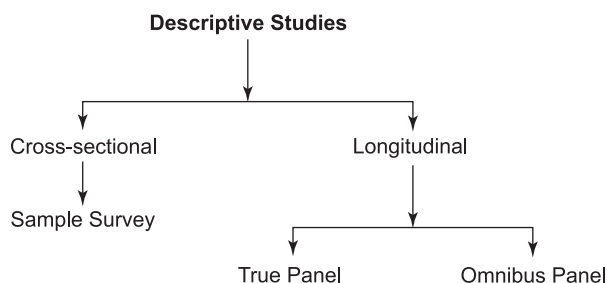 Descriptive Studies
Cross-sectional
Longitudinal
Sample Survey
True Panel
Omnibus Panel